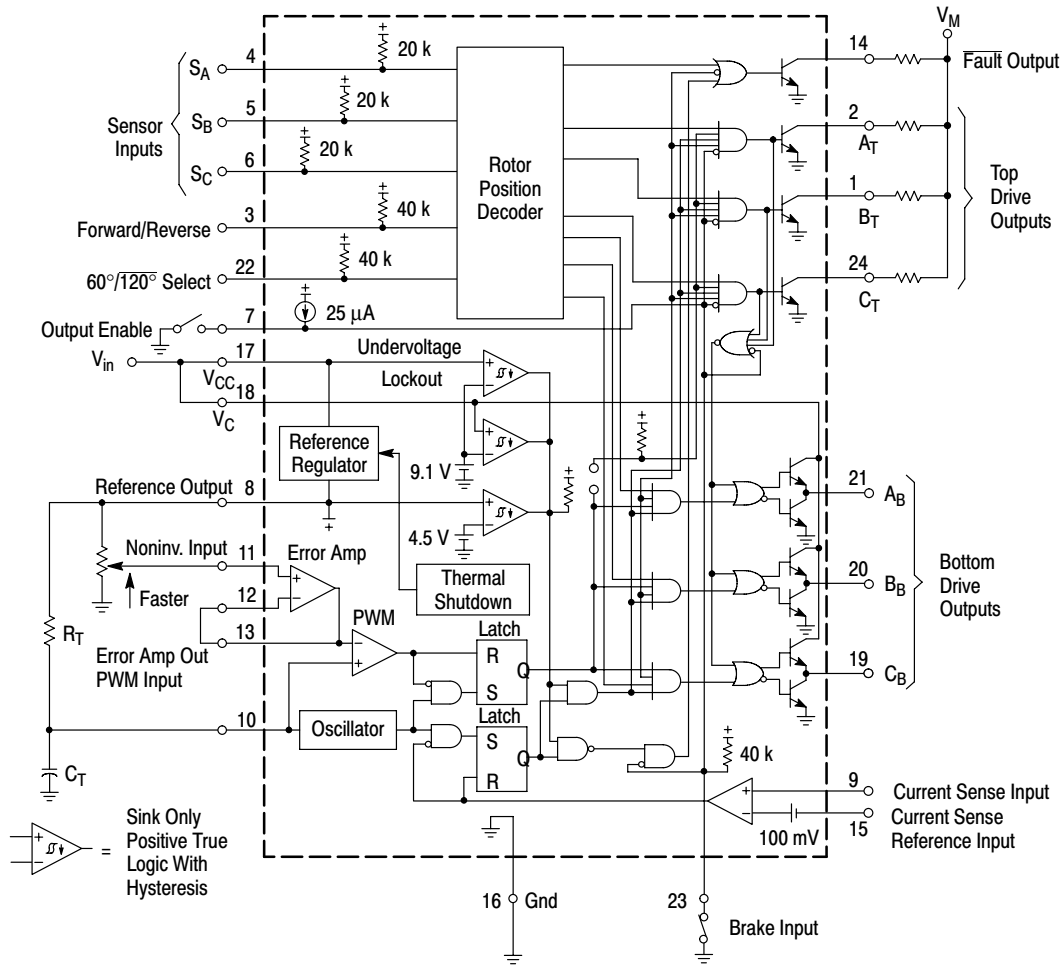 V_M
14
Fault Output
4
S_A
20 k
5
S_B
20 k
Sensor
Inputs
6
S_C
20 k
Rotor
Position
Decoder
2
A_T
1
B_T
Top
Drive
Outputs
3
Forward/Reverse
40 k
22
60°/120° Select
40 k
24
C_T
7
Output Enable
25 μA
V_in
17
V_CC
Undervoltage
Lockout
18
V_C
Reference
Regulator
9.1 V
Reference Output
8
4.5 V
21
A_B
Noninv. Input
11
Error Amp
Faster
12
Thermal
Shutdown
20
B_B
Bottom
Drive
Outputs
R_T
13
PWM
Error Amp Out
PWM Input
Latch
R
Q
S
19
C_B
10
Oscillator
Latch
S
Q
R
40 k
C_T
9
Current Sense Input
100 mV
15
Current Sense
Reference Input
=
Sink Only
Positive True
Logic With
Hysteresis
16
Gnd
23
Brake Input